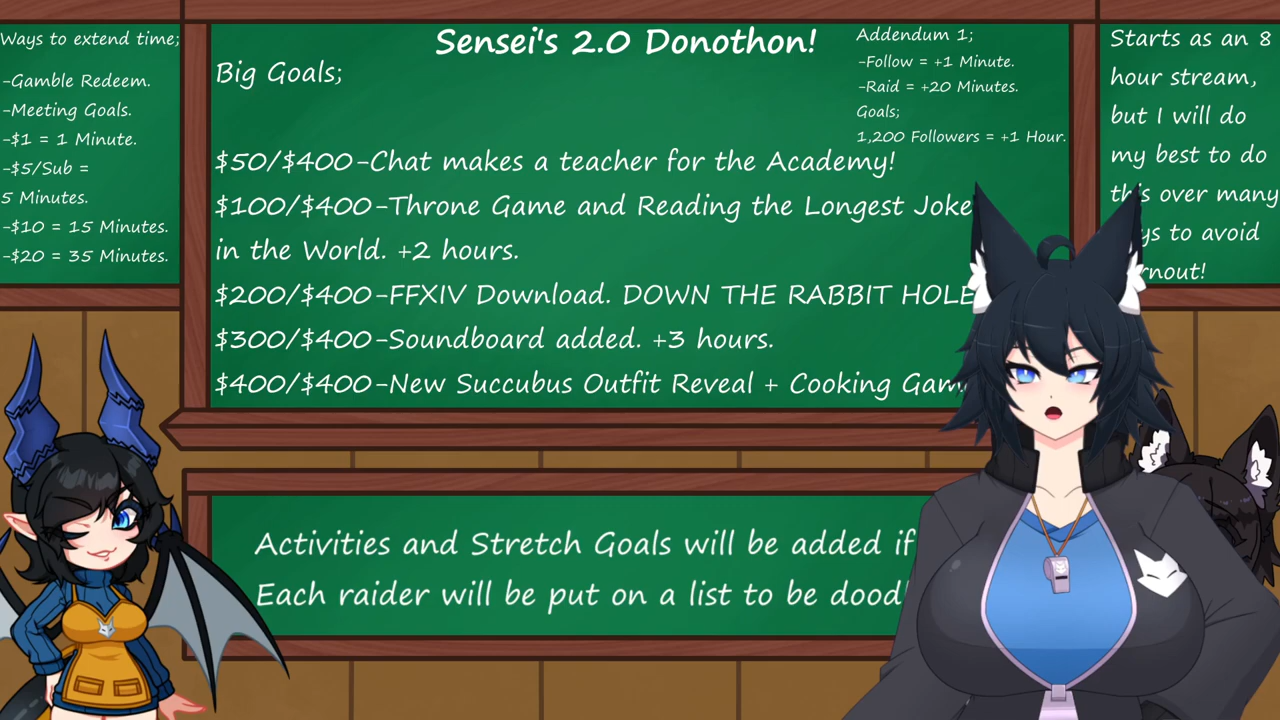 Ways to extend time;
-Gamble Redeem.
-Meeting Goals.
-$1 = 1 Minute.
-$5/Sub =
5 Minutes.
-$10 = 15 Minutes.
-$20 = 35 Minutes.
Sensei's 2.0 Donothon!
Big Goals;
$50/$400-Chat makes a teacher for the Academy!
$100/$400-Throne Game and Reading the Longest Joke
in the World. +2 hours.
$200/$400-FFXIV Download. DOWN THE RABBIT HOLE
$300/$400-Soundboard added. +3 hours.
$400/$400-New Succubus Outfit Reveal + Cooking
Addendum 1;
-Follow = +1 Minute.
-Raid = +20 Minutes.
Goals;
1,200 Followers = +1 Hour.
Starts as an 8
hour stream,
but I will do
my best to do
this over many
to avoid
Activities and Stretch Goals will be added if
Each raider will be put on a list to be